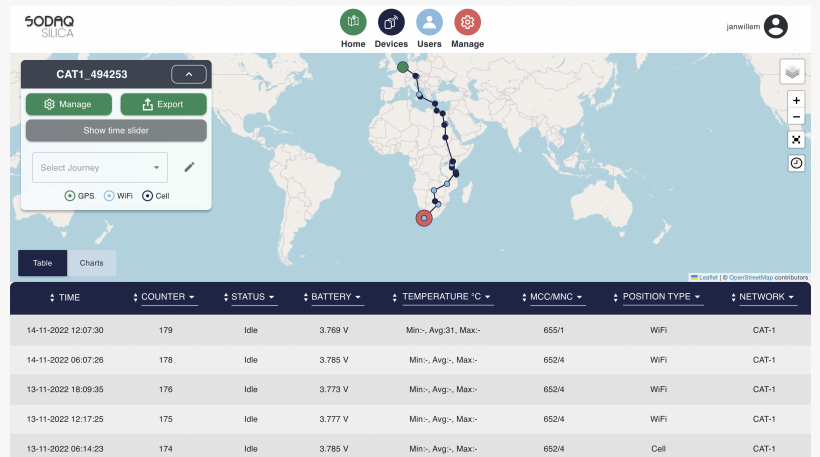 SODAQ
SILICA
Home Devices Users Manage
janwillem
CAT1_494253
Manage Export
Show time slider
Select Journey
GPS WiFi Cell
+
−
Table Charts
Leaflet | © OpenStreetMap contributors
TIME COUNTER STATUS BATTERY TEMPERATURE °C MCC/MNC POSITION TYPE NETWORK
14-11-2022 12:07:30 179 Idle 3.769 V Min:-, Avg:31, Max:- 655/1 WiFi CAT-1
14-11-2022 06:07:26 178 Idle 3.785 V Min:-, Avg:-, Max:- 652/4 WiFi CAT-1
13-11-2022 18:09:35 176 Idle 3.773 V Min:-, Avg:-, Max:- 652/4 WiFi CAT-1
13-11-2022 12:17:25 175 Idle 3.777 V Min:-, Avg:-, Max:- 652/4 WiFi CAT-1
13-11-2022 06:14:23 174 Idle 3.785 V Min:-, Avg:-, Max:- 652/4 Cell CAT-1